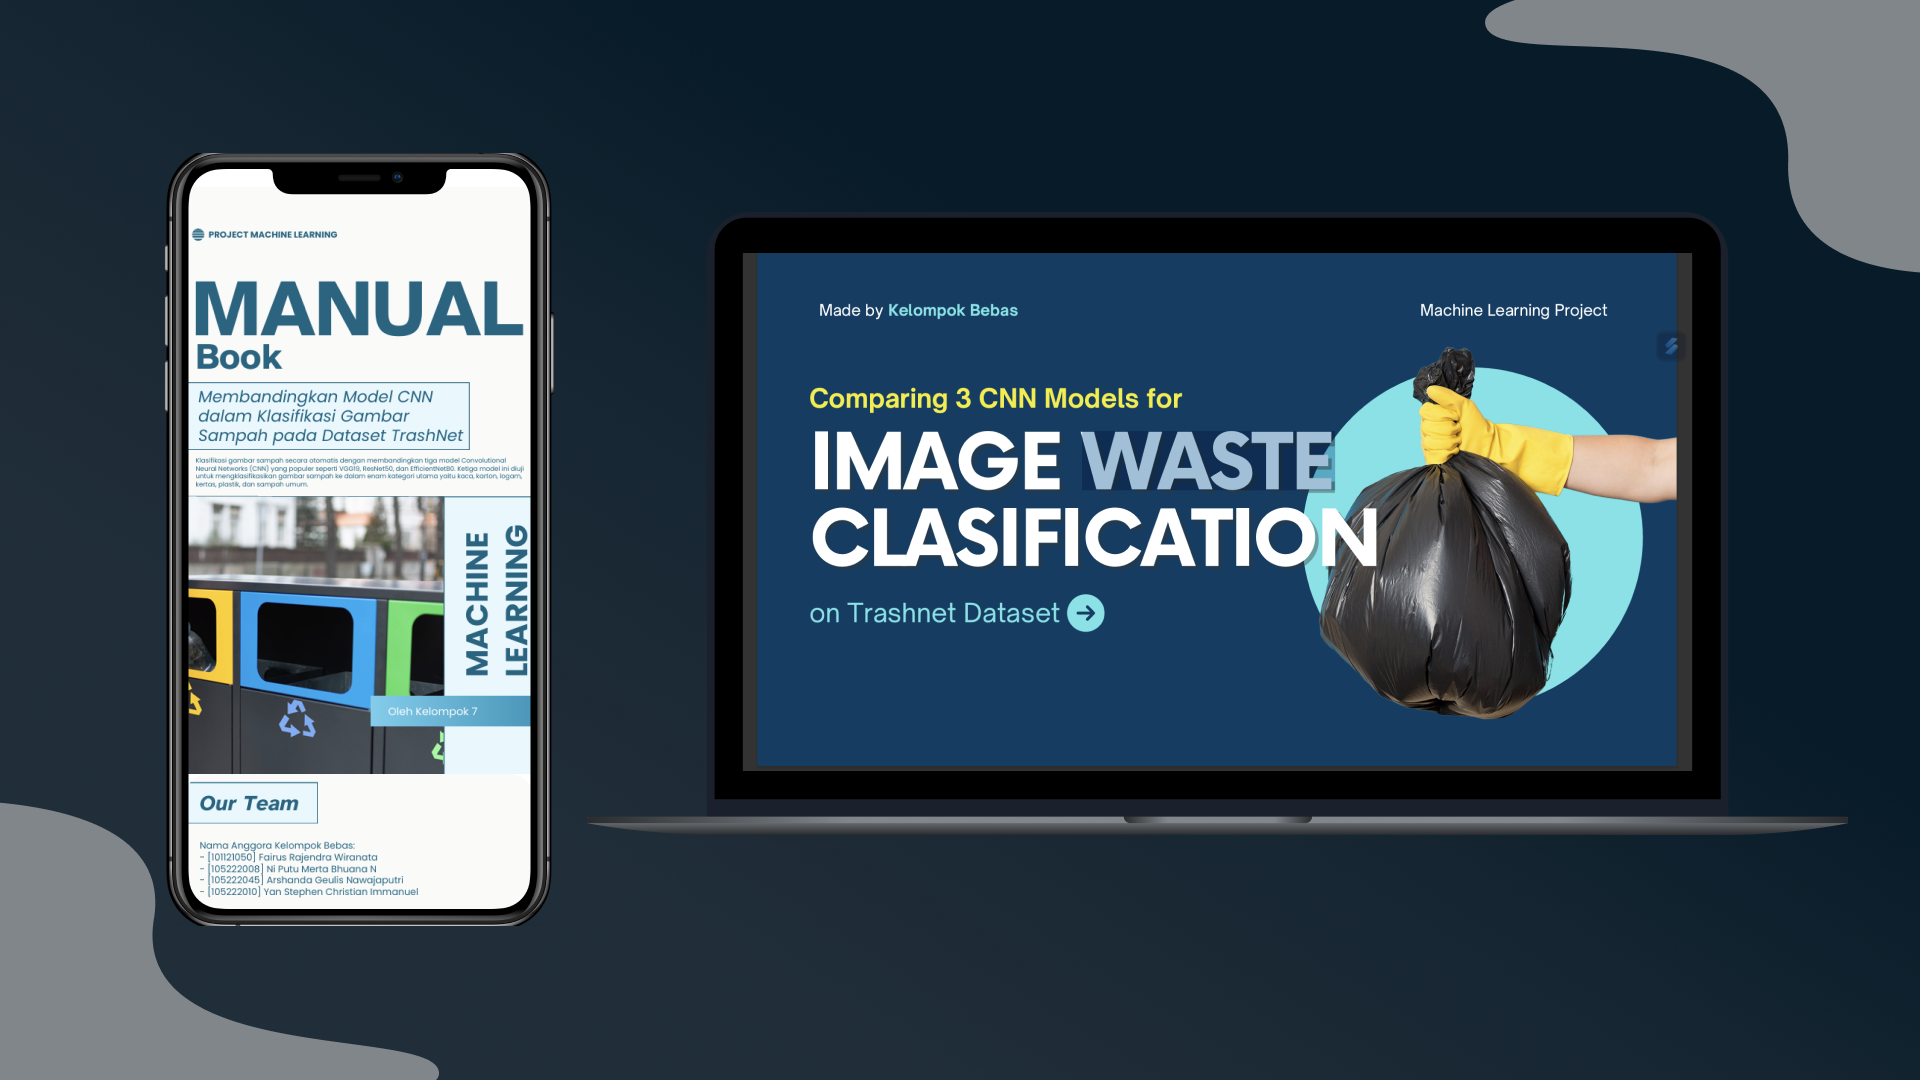 PROJECT MACHINE LEARNING
MANUAL
Book
Membandingkan Model CNN
dalam Klasifikasi Gambar
Sampah pada Dataset TrashNet
Klasifikasi gambar sampah secara otomatis dengan membandingkan tiga model Convolutional
Neural Networks (CNN) yang populer seperti VGG19, ResNet50, dan EfficientNetB0. Ketiga model ini diuji
untuk mengklasifikasikan gambar sampah ke dalam enam kategori utama yaitu kaca, karton, logam,
kertas, plastik, dan sampah umum.
MACHINE
LEARNING
Oleh Kelompok 7
Our Team
Nama Anggora Kelompok Bebas:
- [101121050] Fairus Rajendra Wiranata
- [105222008] Ni Putu Merta Bhuana N
- [105222045] Arshanda Geulis Nawajaputri
- [105222010] Yan Stephen Christian Immanuel
Made by Kelompok Bebas
Machine Learning Project
Comparing 3 CNN Models for
IMAGE WASTE
CLASIFICATION
on Trashnet Dataset